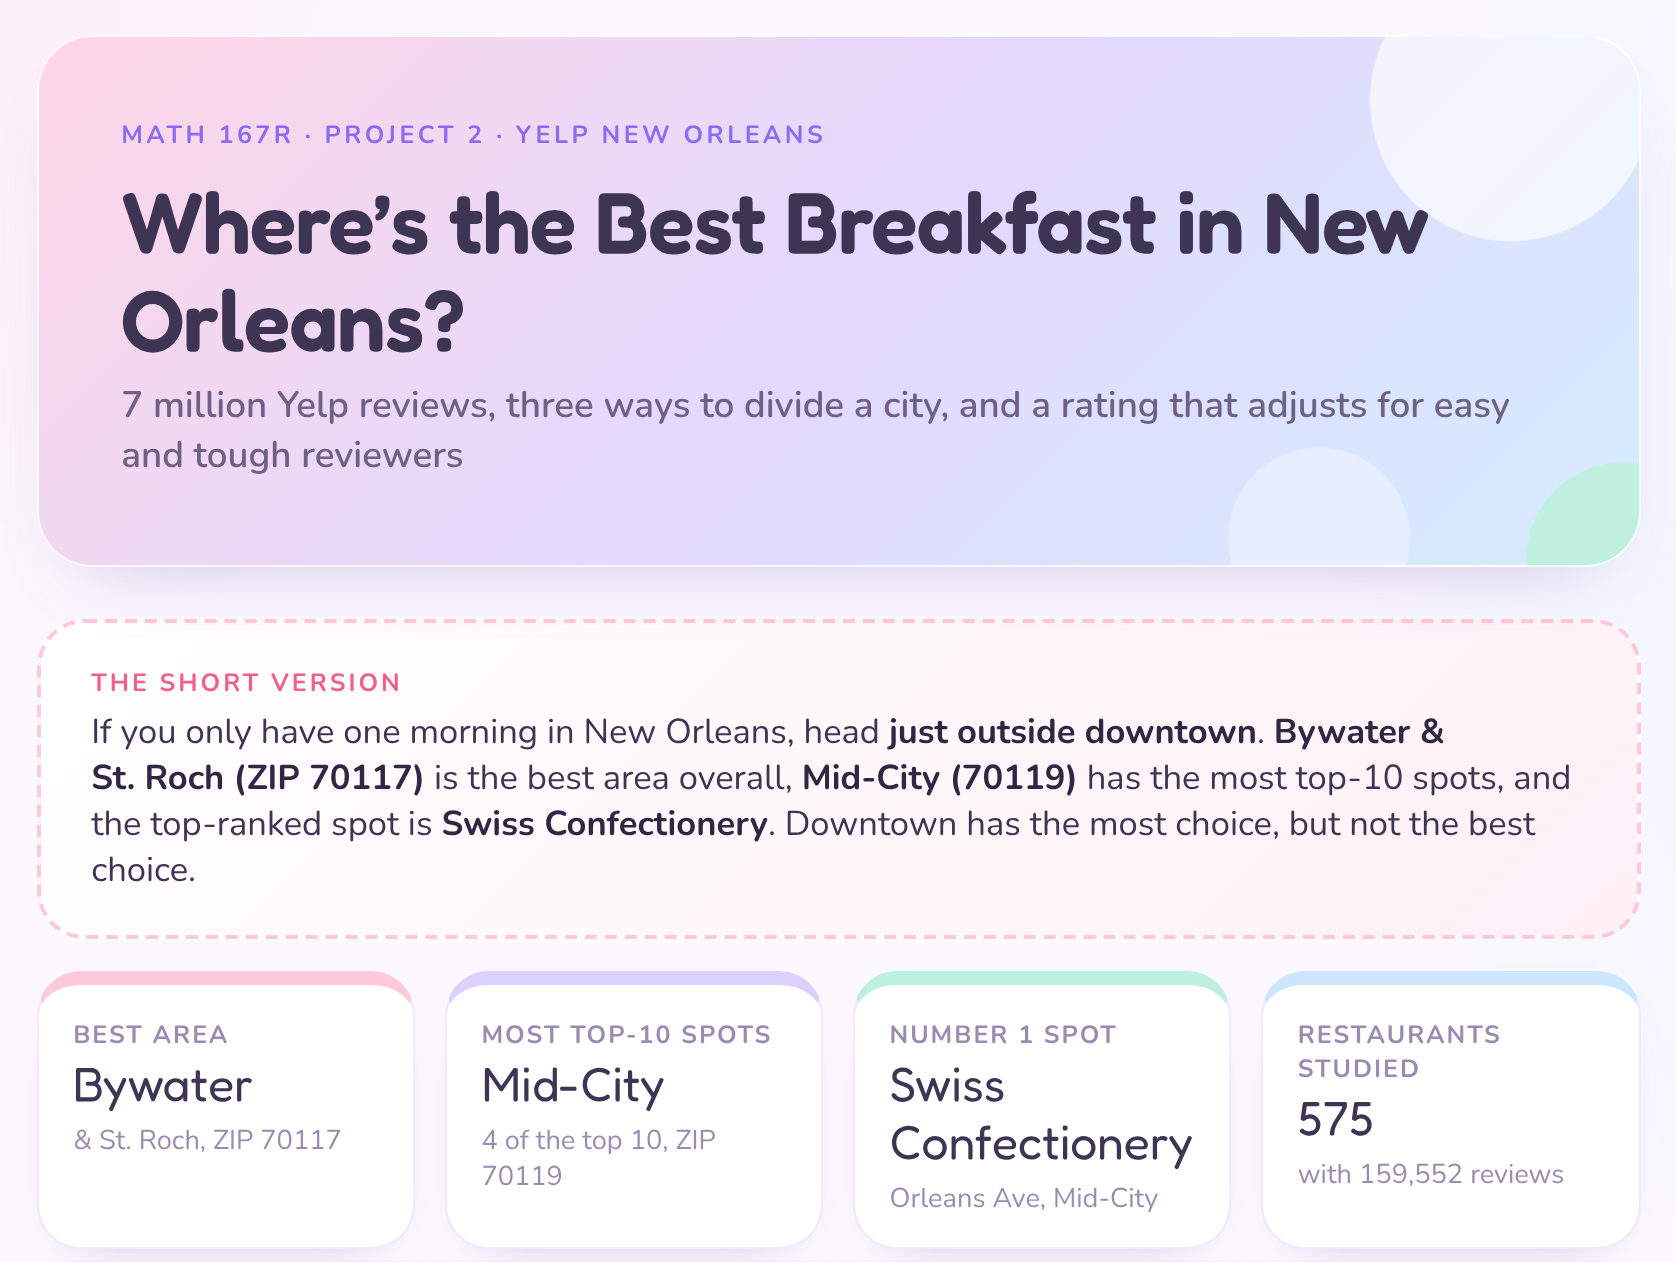 MATH 167R · PROJECT 2 · YELP NEW ORLEANS
Where’s the Best Breakfast in New
Orleans?
7 million Yelp reviews, three ways to divide a city, and a rating that adjusts for easy
and tough reviewers
THE SHORT VERSION
If you only have one morning in New Orleans, head just outside downtown. Bywater &
St. Roch (ZIP 70117) is the best area overall, Mid-City (70119) has the most top-10 spots, and
the top-ranked spot is Swiss Confectionery. Downtown has the most choice, but not the best
choice.
BEST AREA
Bywater
& St. Roch, ZIP 70117
MOST TOP-10 SPOTS
Mid-City
4 of the top 10, ZIP
70119
NUMBER 1 SPOT
Swiss
Confectionery
Orleans Ave, Mid-City
RESTAURANTS
STUDIED
575
with 159,552 reviews